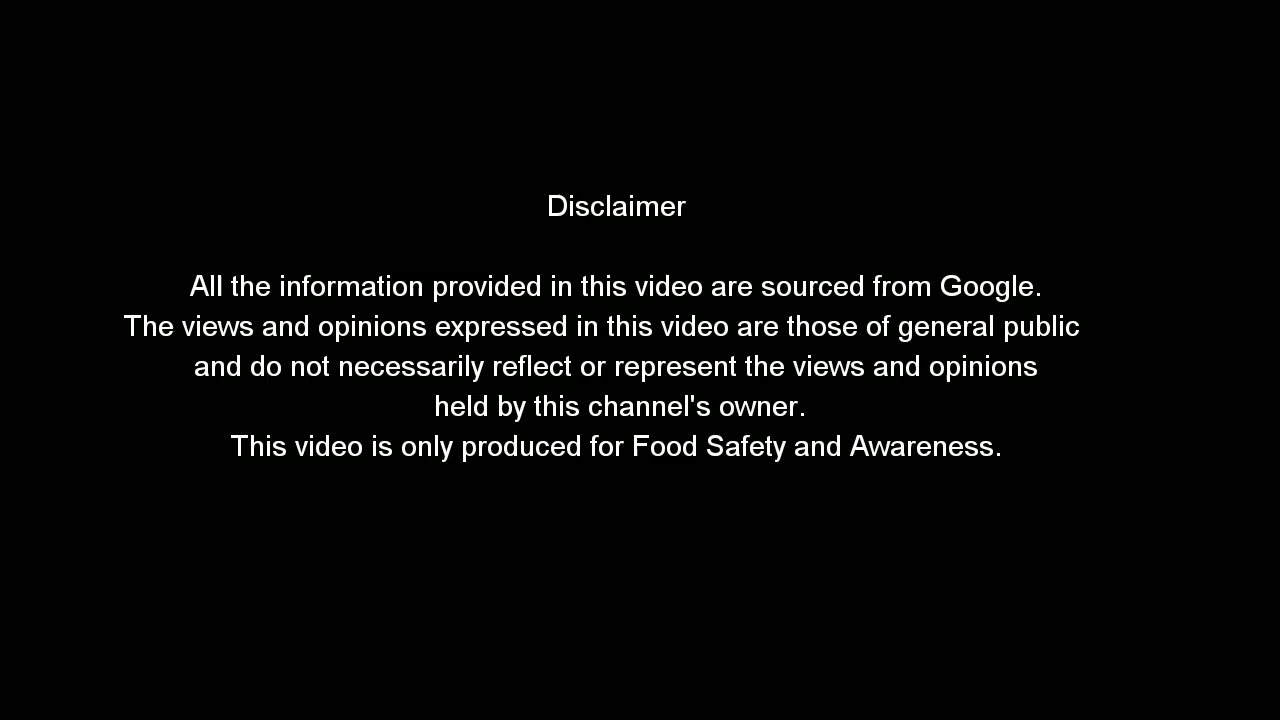 Disclaimer
All the information provided in this video are sourced from Google.
The views and opinions expressed in this video are those of general public
and do not necessarily reflect or represent the views and opinions
held by this channel's owner.
This video is only produced for Food Safety and Awareness.